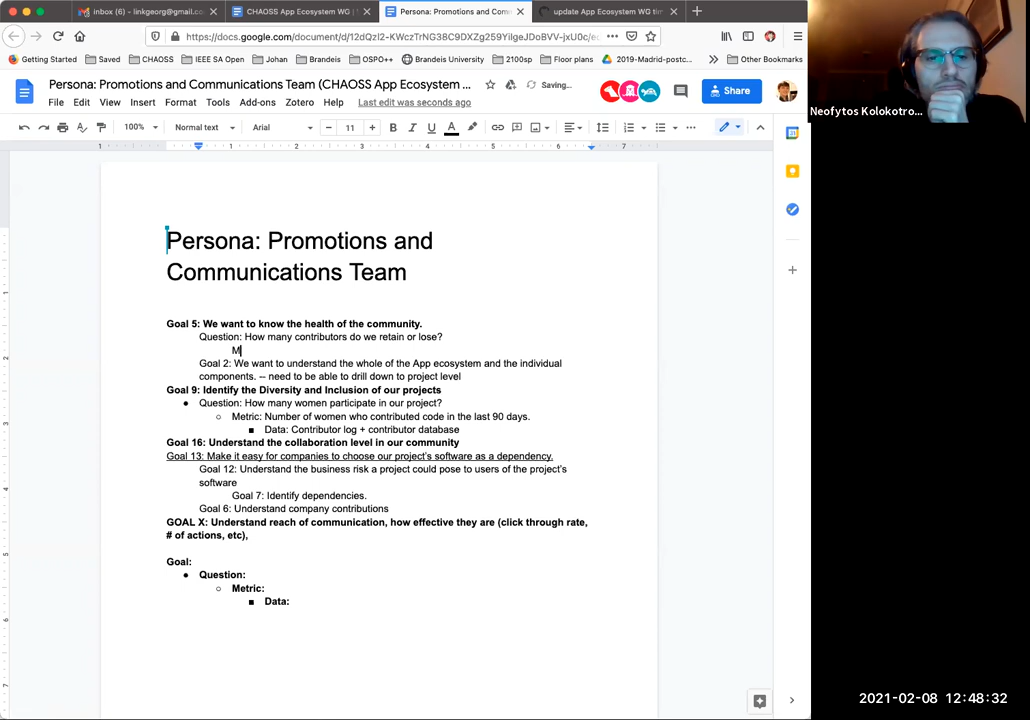 inbox (6) – linkgeorg@gmail.co
CHAOSS App Ecosystem WG |
Persona: Promotions and Com
update App Ecosystem WG tim
https://docs.google.com/document/d/12dQzI2-KWczTrNG38C9DXZg259YiIgeJDoBVV-jxU0c/e
Getting Started
Saved
CHAOSS
IEEE SA Open
Johan
Brandeis
OSPO++
Brandeis University
2100sp
Floor plans
2019-Madrid-postc...
Other Bookmarks
Persona: Promotions and Communications Team (CHAOSS App Ecosystem ...
Saving...
File Edit View Insert Format Tools Add-ons Zotero Help Last edit was seconds ago
Share
100% Normal text Arial 11 B I U A
1 1 2 3 4 5 6 7
Persona: Promotions and
Communications Team
Goal 5: We want to know the health of the community.
Question: How many contributors do we retain or lose?
M
Goal 2: We want to understand the whole of the App ecosystem and the individual
components. -- need to be able to drill down to project level
Goal 9: Identify the Diversity and Inclusion of our projects
● Question: How many women participate in our project?
○ Metric: Number of women who contributed code in the last 90 days.
■ Data: Contributor log + contributor database
Goal 16: Understand the collaboration level in our community
Goal 13: Make it easy for companies to choose our project's software as a dependency.
Goal 12: Understand the business risk a project could pose to users of the project's
software
Goal 7: Identify dependencies.
Goal 6: Understand company contributions
GOAL X: Understand reach of communication, how effective they are (click through rate,
# of actions, etc),
Goal:
● Question:
○ Metric:
■ Data:
Neofytos Kolokotro...
2021-02-08 12:48:32